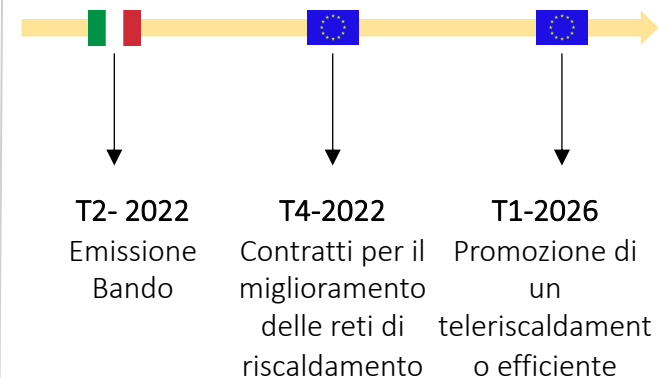 T2- 2022
Emissione
Bando
T4-2022
Contratti per il
miglioramento
delle reti di
riscaldamento
T1-2026
Promozione di
un
teleriscaldament
o efficiente